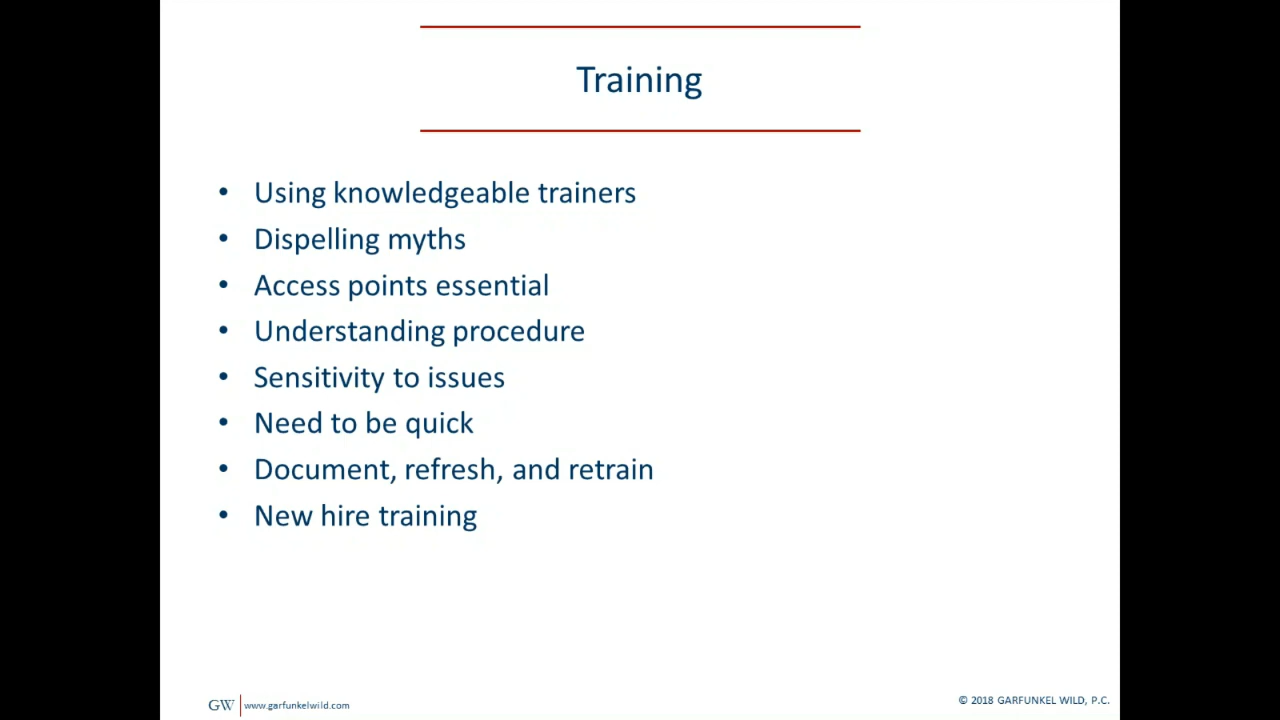 Training
• Using knowledgeable trainers
• Dispelling myths
• Access points essential
• Understanding procedure
• Sensitivity to issues
• Need to be quick
• Document, refresh, and retrain
• New hire training
GW | www.garfunkelwild.com
© 2018 GARFUNKEL WILD, P.C.